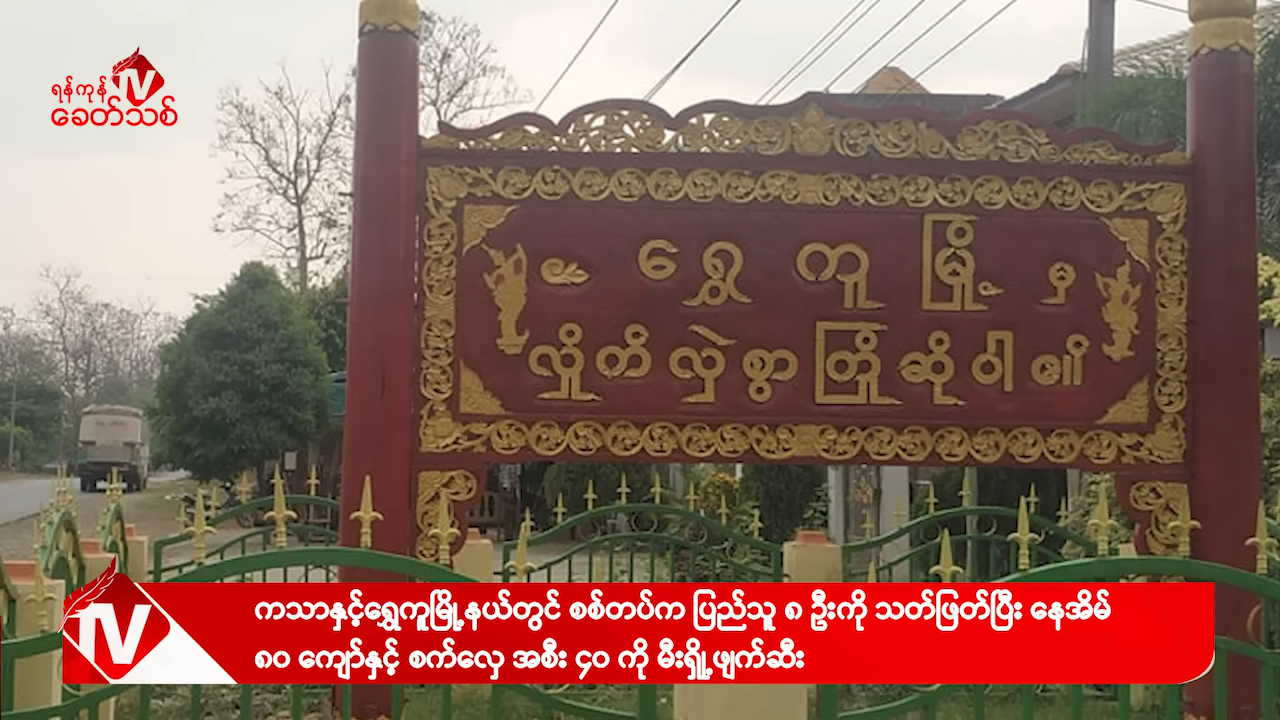 ရန်ကုန်
ခေတ်သစ်
TV
ရွှေကူမြို့မှ
လှိုက်လှဲစွာကြိုဆိုပါ၏
TV
ကသာနှင့်ရွှေကူမြို့နယ်တွင် စစ်တပ်က ပြည်သူ ၈ ဦးကို သတ်ဖြတ်ပြီး နေအိမ်
၈၀ ကျော်နှင့် စက်လှေ အစီး ၄၀ ကို မီးရှို့ဖျက်ဆီး